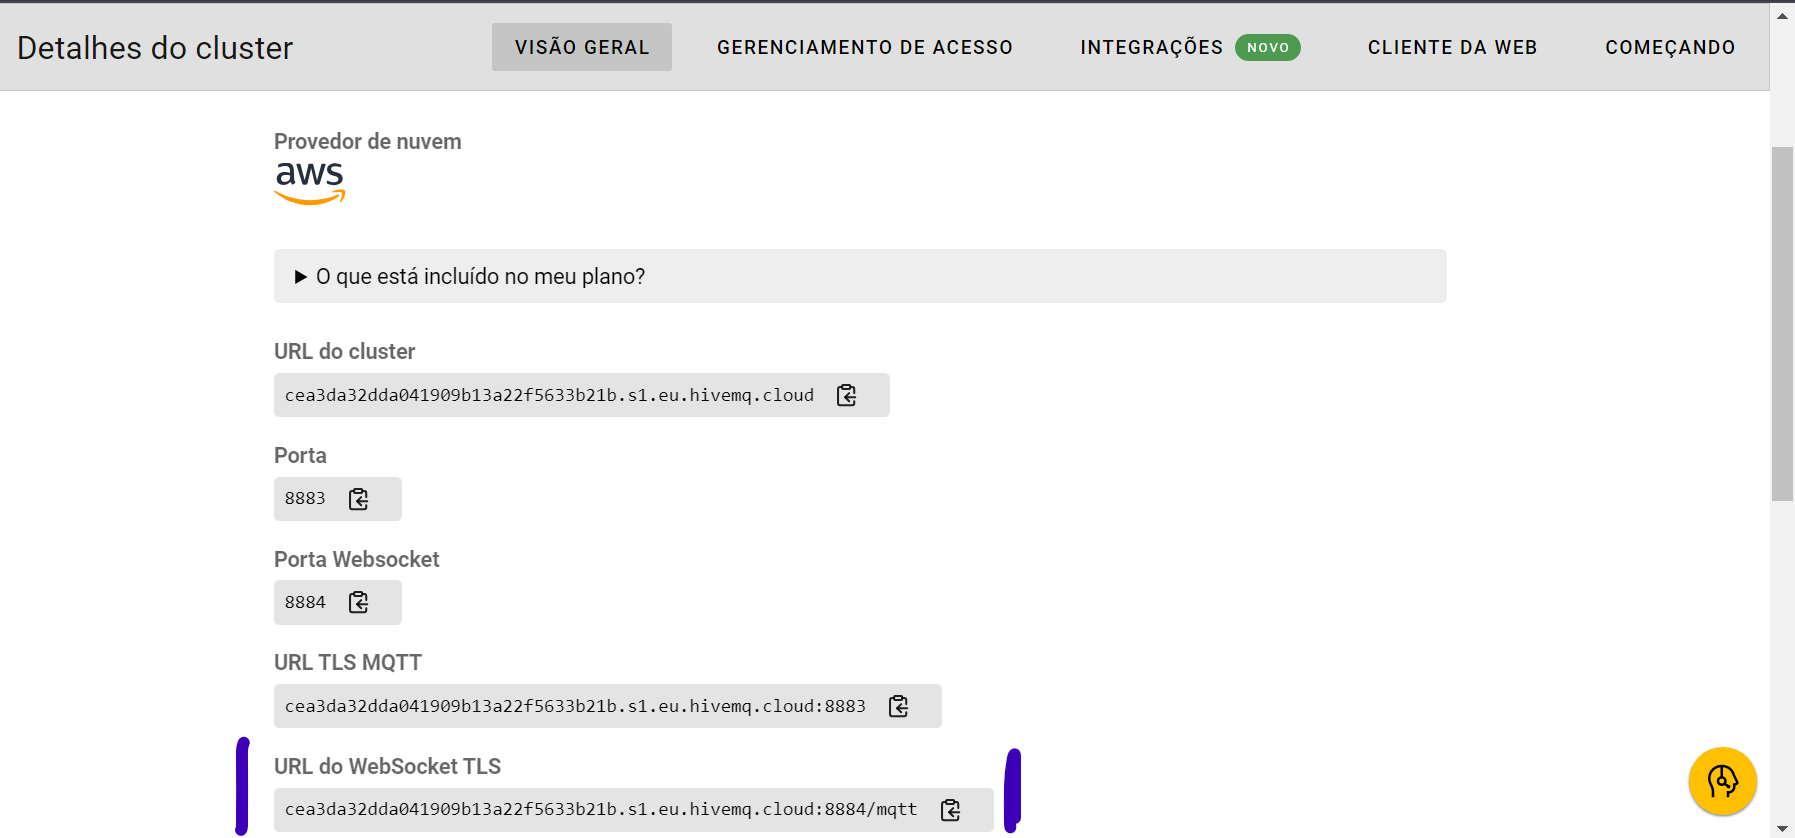 Detalhes do cluster
VISÃO GERAL
GERENCIAMENTO DE ACESSO
INTEGRAÇÕES NOVO
CLIENTE DA WEB
COMEÇANDO
Provedor de nuvem
aws
O que está incluído no meu plano?
URL do cluster
cea3da32dda041909b13a22f5633b21b.s1.eu.hivemq.cloud
Porta
8883
Porta Websocket
8884
URL TLS MQTT
cea3da32dda041909b13a22f5633b21b.s1.eu.hivemq.cloud:8883
URL do WebSocket TLS
cea3da32dda041909b13a22f5633b21b.s1.eu.hivemq.cloud:8884/mqtt